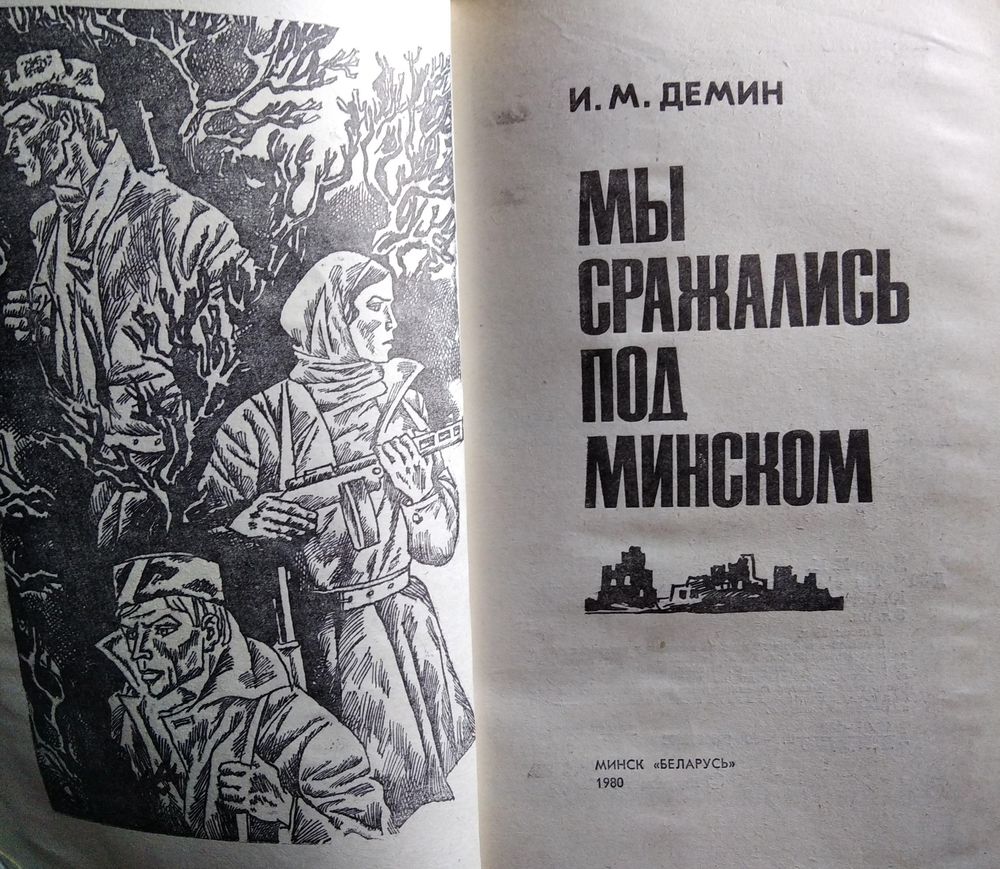 И. М. ДЕМИН
МЫ
СРАЖАЛИСЬ
ПОД
МИНСКОМ
МИНСК «БЕЛАРУСЬ»
1980